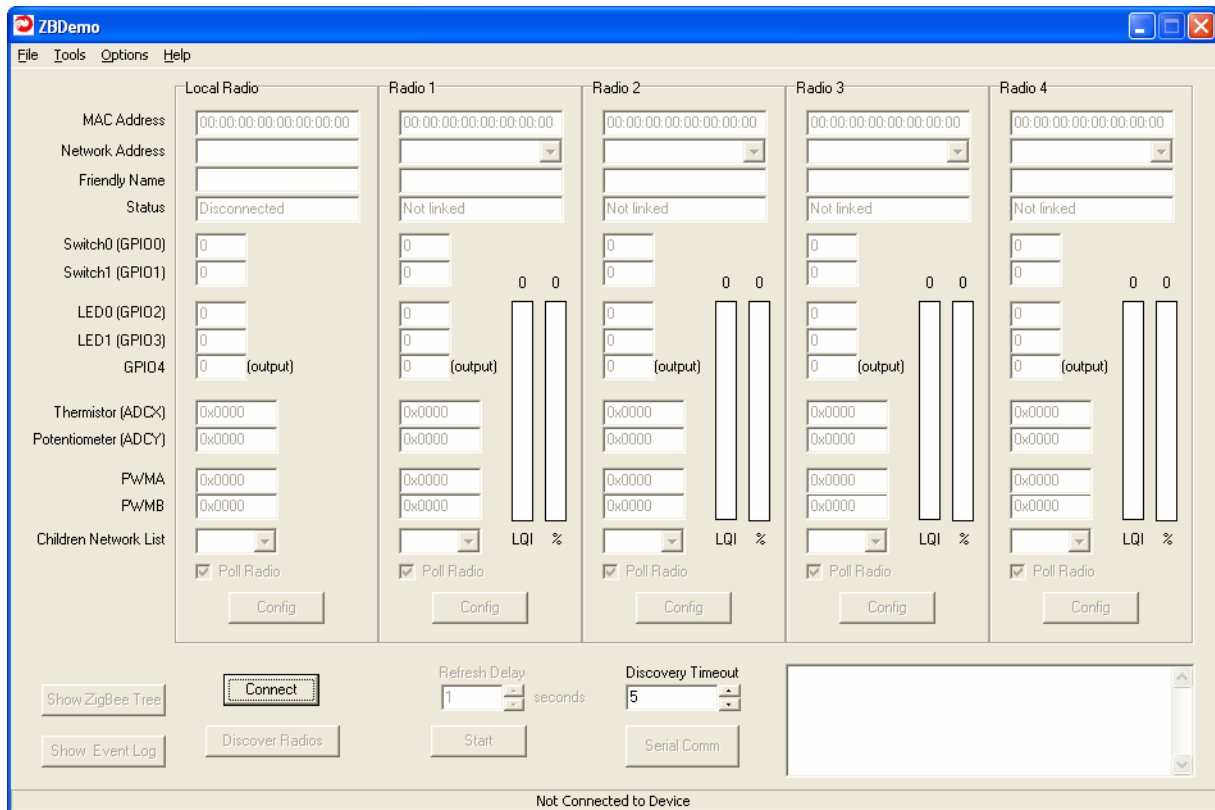 ZBDemo
File Tools Options Help
Local Radio Radio 1 Radio 2 Radio 3 Radio 4
MAC Address 00:00:00:00:00:00:00:00 00:00:00:00:00:00:00:00 00:00:00:00:00:00:00:00 00:00:00:00:00:00:00:00 00:00:00:00:00:00:00:00
Network Address
Friendly Name
Status Disconnected Not linked Not linked Not linked Not linked
Switch0 (GPIO0) 0 0 0 0 0
Switch1 (GPIO1) 0 0 0 0 0
0 0 0 0 0 0 0 0
LED0 (GPIO2) 0 0 0 0 0
LED1 (GPIO3) 0 0 0 0 0
GPIO4 0 (output) 0 (output) 0 (output) 0 (output) 0 (output)
Thermistor (ADCX) 0x0000 0x0000 0x0000 0x0000 0x0000
Potentiometer (ADCY) 0x0000 0x0000 0x0000 0x0000 0x0000
PWMA 0x0000 0x0000 0x0000 0x0000 0x0000
PWMB 0x0000 0x0000 0x0000 0x0000 0x0000
Children Network List LQI % LQI % LQI % LQI %
Poll Radio Poll Radio Poll Radio Poll Radio Poll Radio
Config Config Config Config Config
Refresh Delay Discovery Timeout
Show ZigBee Tree Connect 1 seconds 5
Show Event Log Discover Radios Start Serial Comm
Not Connected to Device